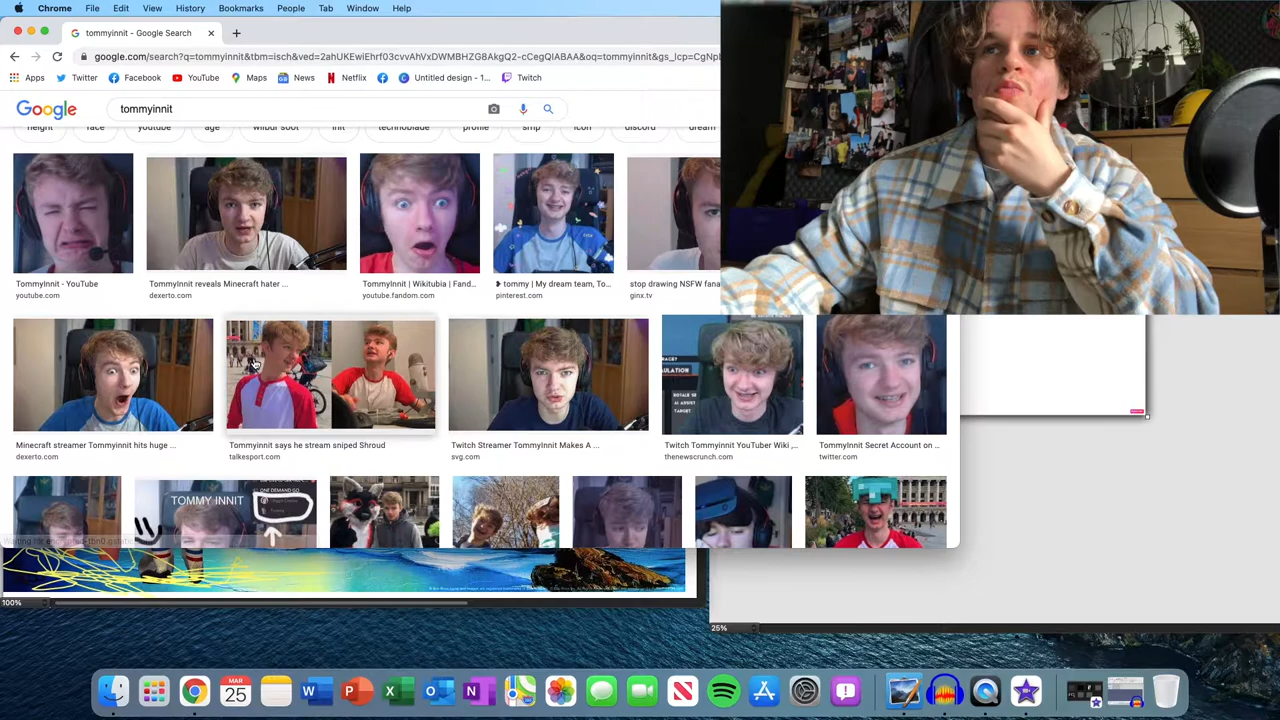 Chrome File Edit View History Bookmarks People Tab Window Help
tommyinnit - Google Search
google.com/search?q=tommyinnit&tbm=isch&ved=2ahUKEwiEhrf03cvvAhVxDWMBHZG8AkgQ2-cCegQIABAA&oq=tommyinnit&gs_lcp=CgNpl
Apps Twitter Facebook YouTube Maps News Netflix Untitled design - 1... Twitch
Google tommyinnit
height face youtube age wilbur soot init technoblade profile smp icon discord dream
TommyInnit - YouTube
youtube.com
TommyInnit reveals Minecraft hater ...
dexerto.com
TommyInnit | Wikitubia | Fand...
youtube.fandom.com
❥ tommy | My dream team, To...
pinterest.com
stop drawing NSFW fana
ginx.tv
Minecraft streamer Tommyinnit hits huge ...
dexerto.com
Tommyinnit says he stream sniped Shroud
talkesport.com
Twitch Streamer TommyInnit Makes A ...
svg.com
Twitch Tommyinnit YouTuber Wiki ,...
thenewscrunch.com
TommyInnit Secret Account on ...
twitter.com
TOMMY INNIT
100%
25%
MAR
25